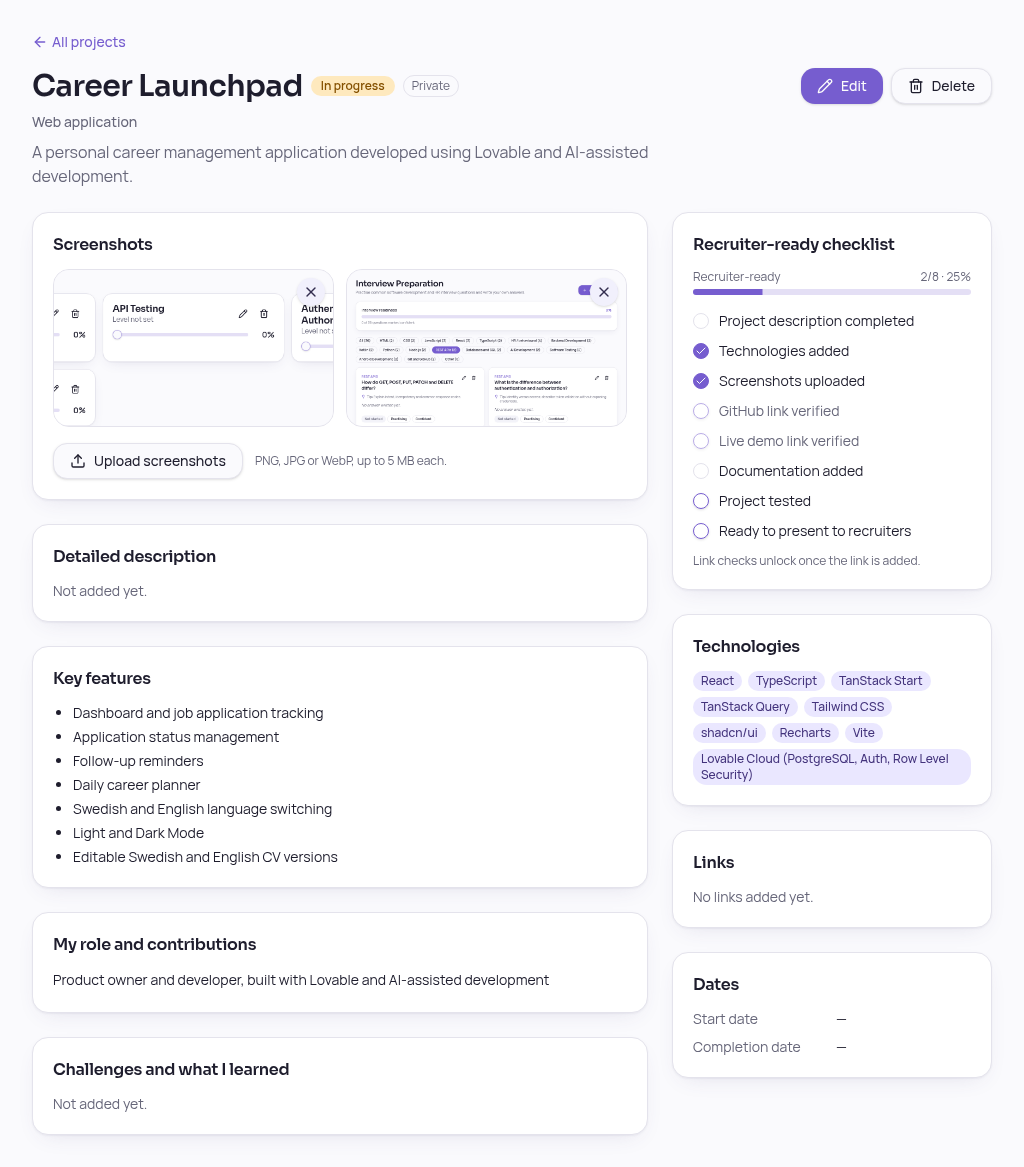 All projects
Career Launchpad
In progress
Private
Edit
Delete
Web application
A personal career management application developed using Lovable and AI-assisted
development.
Screenshots
API Testing
Level not set
0%
0%
0%
Interview Preparation
Interview readiness
How do GET, POST, PUT, PATCH and DELETE
differ?
What is the difference between
authentication and authorization?
Upload screenshots
PNG, JPG or WebP, up to 5 MB each.
Detailed description
Not added yet.
Key features
Dashboard and job application tracking
Application status management
Follow-up reminders
Daily career planner
Swedish and English language switching
Light and Dark Mode
Editable Swedish and English CV versions
My role and contributions
Product owner and developer, built with Lovable and AI-assisted development
Challenges and what I learned
Not added yet.
Recruiter-ready checklist
Recruiter-ready
2/8 · 25%
Project description completed
Technologies added
Screenshots uploaded
GitHub link verified
Live demo link verified
Documentation added
Project tested
Ready to present to recruiters
Link checks unlock once the link is added.
Technologies
React
TypeScript
TanStack Start
TanStack Query
Tailwind CSS
shadcn/ui
Recharts
Vite
Lovable Cloud (PostgreSQL, Auth, Row Level
Security)
Links
No links added yet.
Dates
Start date
—
Completion date
—